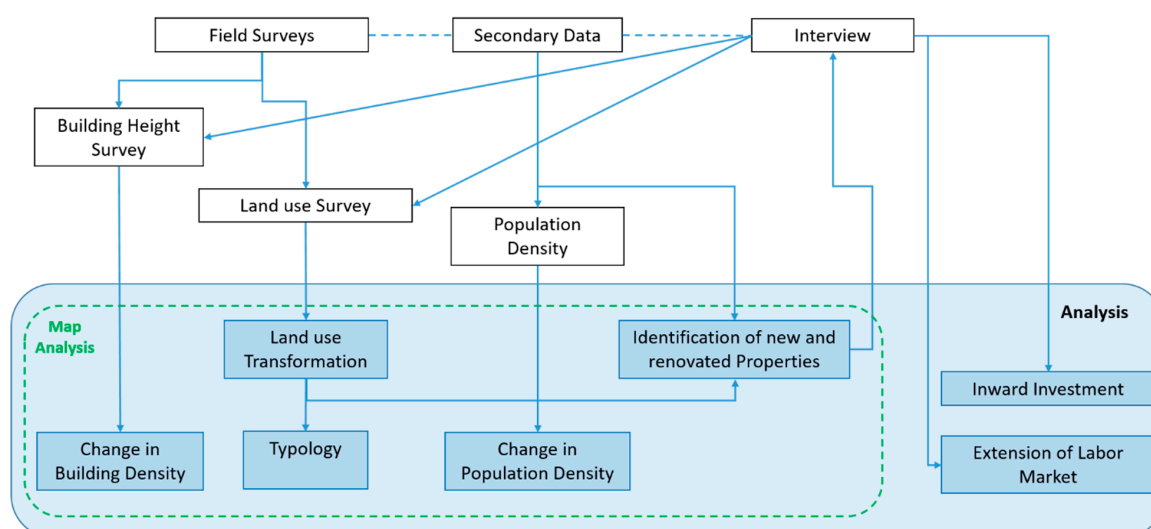 Field Surveys
Secondary Data
Interview
Building Height
Survey
Land use Survey
Population
Density
Map
Analysis
Analysis
Land use
Transformation
Identification of new and
renovated Properties
Inward Investment
Change in
Building Density
Typology
Change in
Population Density
Extension of Labor
Market